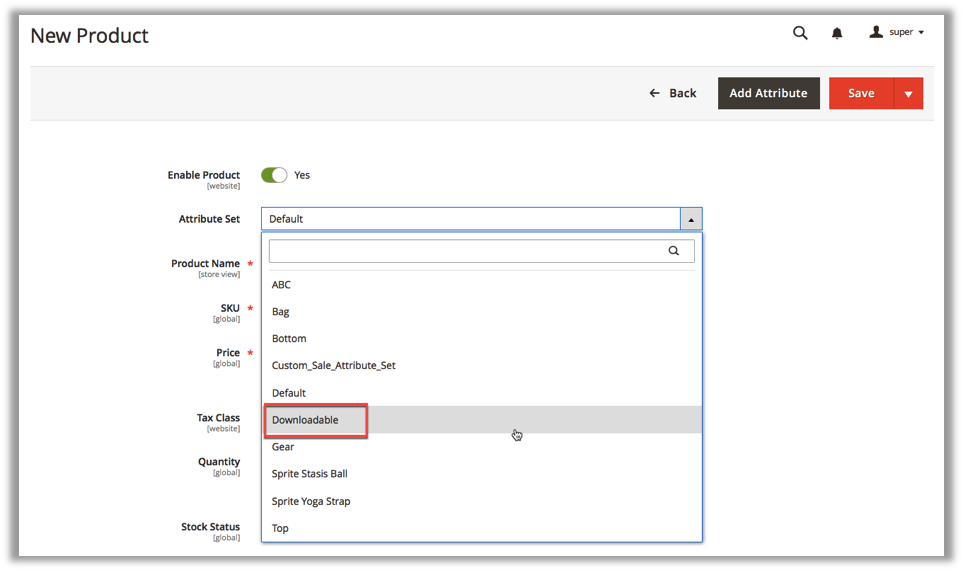 New Product
super
Back
Add Attribute
Save
Enable Product
[website]
Yes
Attribute Set
Default
Product Name *
[store view]
SKU *
[global]
Price *
[global]
Tax Class
[website]
Quantity
[global]
Stock Status
[global]
ABC
Bag
Bottom
Custom_Sale_Attribute_Set
Default
Downloadable
Gear
Sprite Stasis Ball
Sprite Yoga Strap
Top